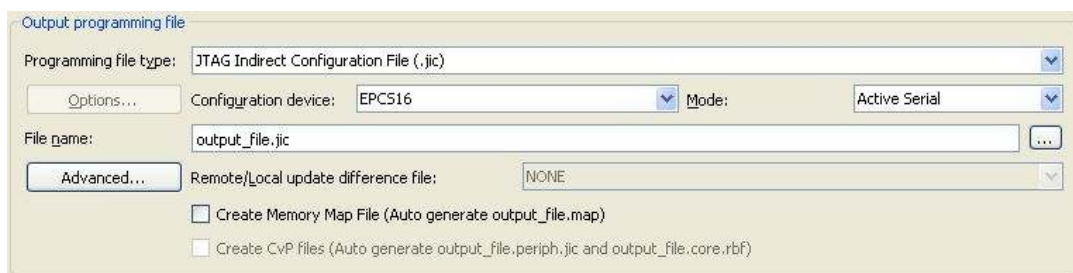 Output programming file
Programming file type: JTAG Indirect Configuration File (.jic)
Options... Configuration device: EPCS16 Mode: Active Serial
File name: output_file.jic ...
Advanced... Remote/Local update difference file: NONE
Create Memory Map File (Auto generate output_file.map)
Create CvP files (Auto generate output_file.periph.jic and output_file.core.rbf)